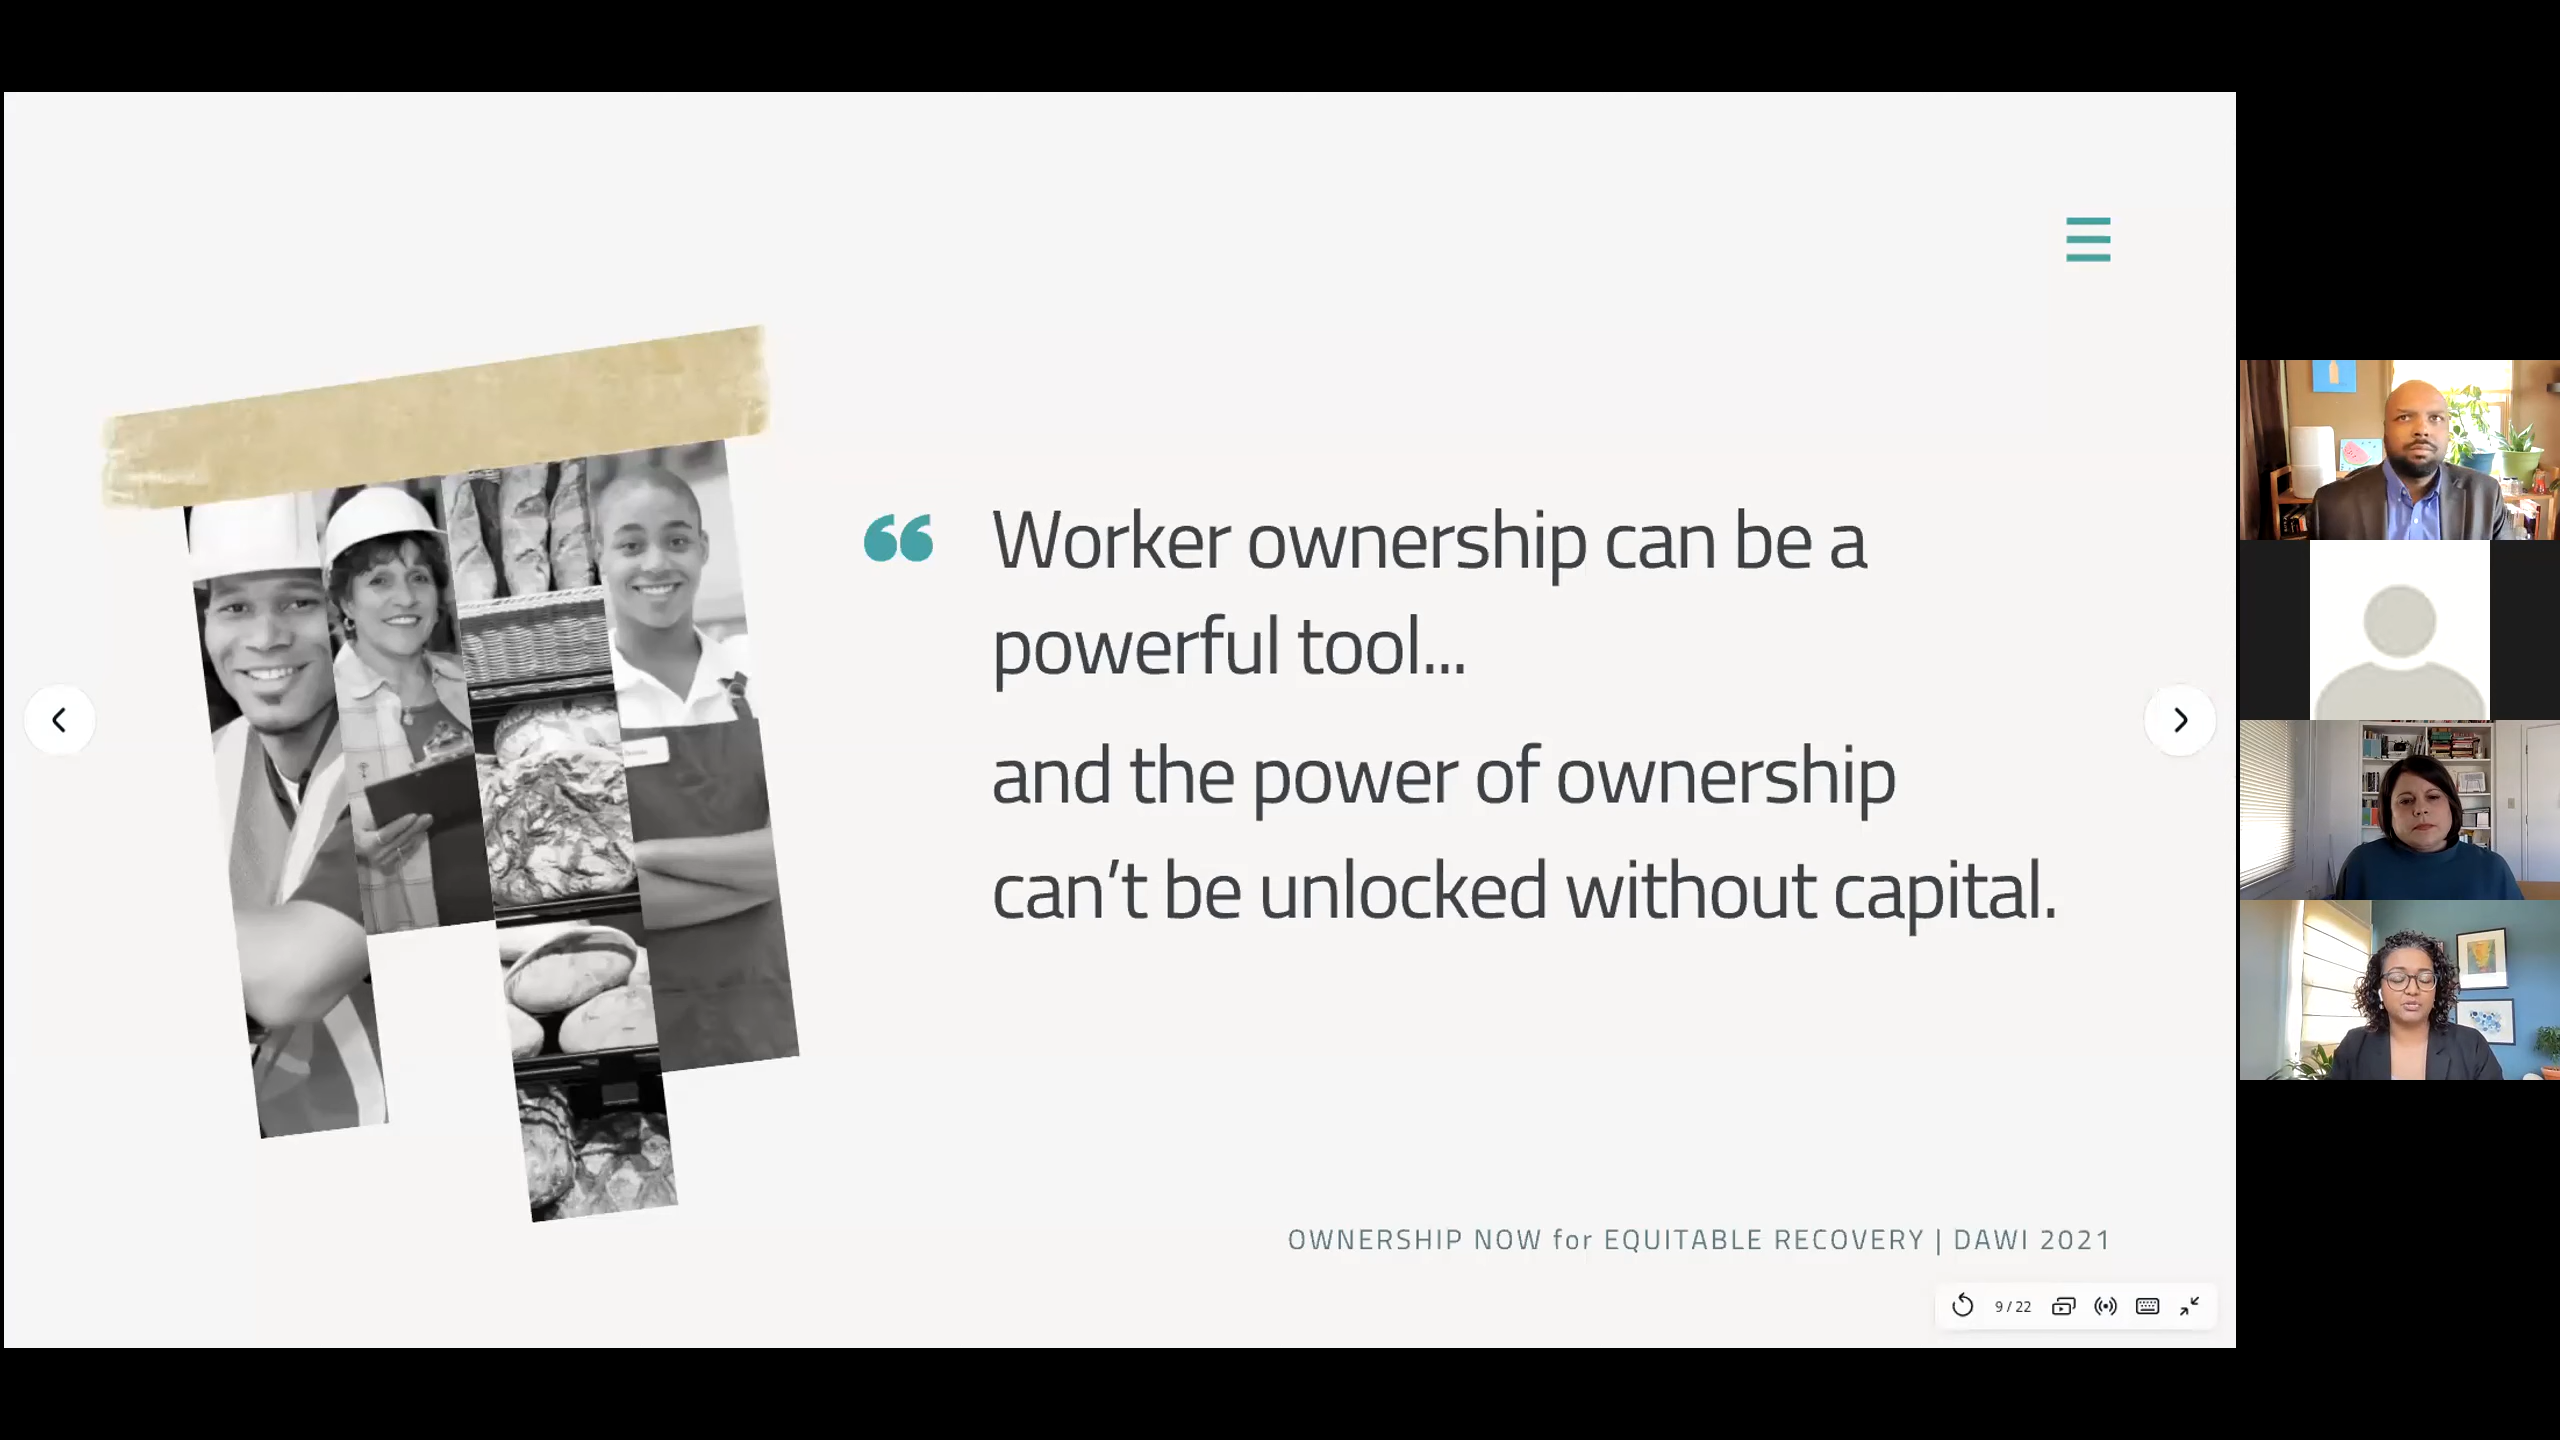 “ Worker ownership can be a
powerful tool...
and the power of ownership
can’t be unlocked without capital.
OWNERSHIP NOW for EQUITABLE RECOVERY | DAWI 2021
9 / 22